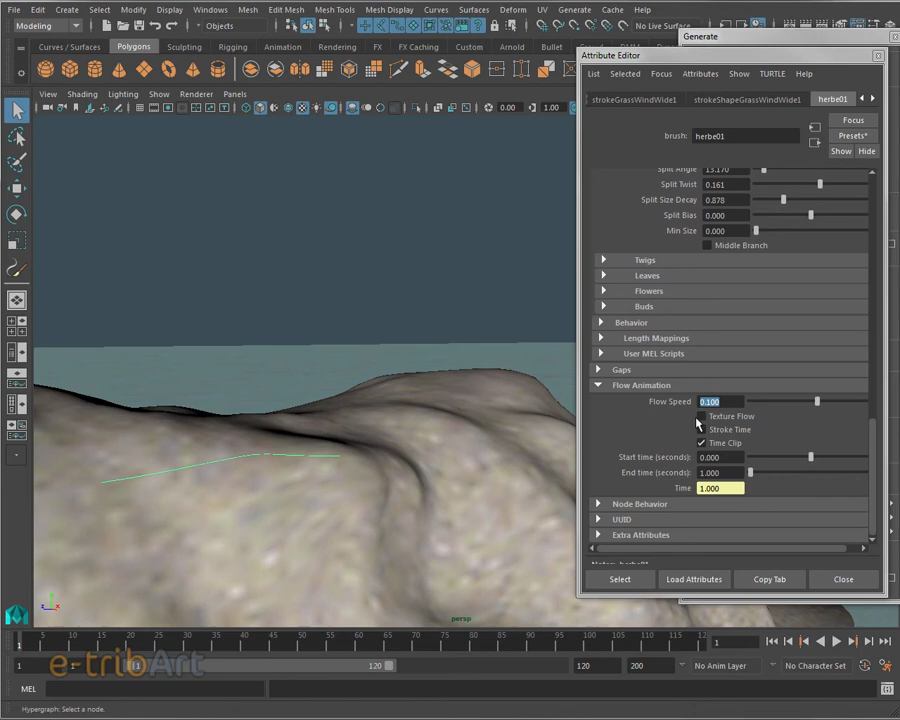 File Edit Create Select Modify Display Windows Mesh Edit Mesh Mesh Tools Mesh Display Curves Surfaces Deform UV Generate Cache
Modeling Objects No Live Surface
Generate
Curves / Surfaces Polygons Sculpting Rigging Animation Rendering FX FX Caching Custom Arnold Bullet
Attribute Editor
List Selected Focus Attributes Show TURTLE Help
View Shading Lighting Show Renderer Panels
0.00 1.00
strokeGrassWindWide1 strokeShapeGrassWindWide1 herbe01
Focus
brush: herbe01 Presets*
Show Hide
Split Angle 13.170
Split Twist 0.161
Split Size Decay 0.878
Split Bias 0.000
Min Size 0.000
Middle Branch
Twigs
Leaves
Flowers
Buds
Behavior
Length Mappings
User MEL Scripts
Gaps
Flow Animation
Flow Speed 0.100
Texture Flow
Stroke Time
Time Clip
Start time (seconds): 0.000
End time (seconds): 1.000
Time 1.000
Node Behavior
UUID
Extra Attributes
Select Load Attributes Copy Tab Close
persp
5 10 15 20 25 30 35 40 45 50 55 60 65 70 75 80 85 90 95 100 105 110 115 12
1
1
1 1 1 120 120 200 No Anim Layer No Character Set
e-tribArt
MEL
Hypergraph: Select a node.